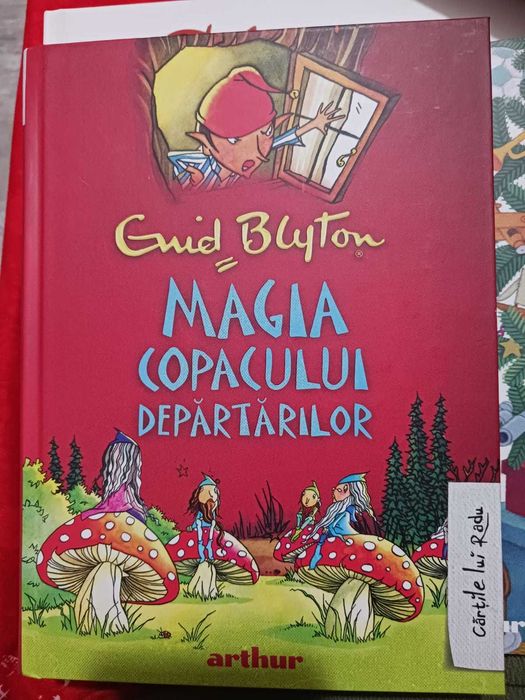 Enid Blyton®
MAGIA
COPACULUI
DEPĂRTĂRILOR
Cărțile lui Radu
arthur